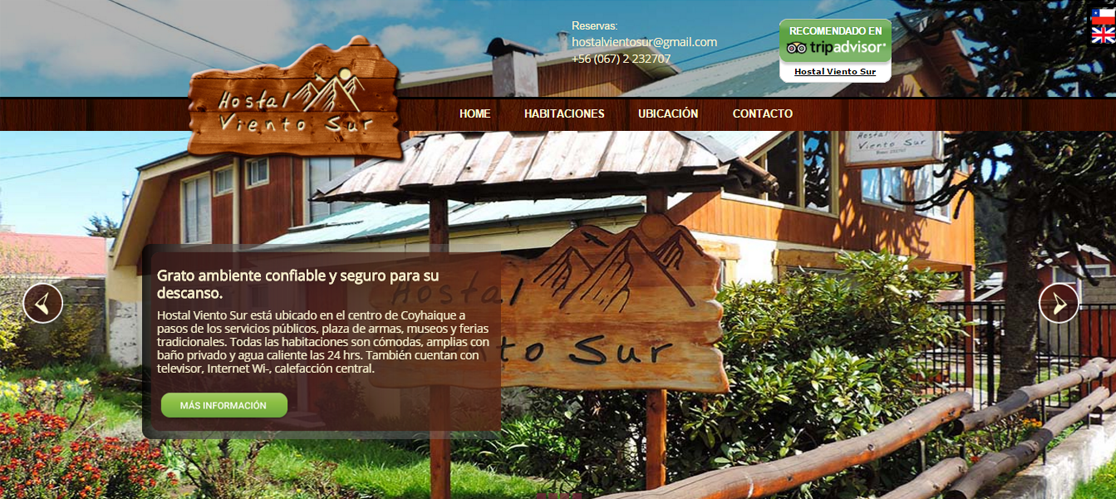 Reservas:
hostalvientosur@gmail.com
+56 (067) 2 232707
RECOMENDADO EN
tripadvisor
Hostal Viento Sur
Hostal
Viento Sur
HOME HABITACIONES UBICACIÓN CONTACTO
Hostal
Viento Sur
Grato ambiente confiable y seguro para su
descanso.
Hostal Viento Sur está ubicado en el centro de Coyhaique a
pasos de los servicios públicos, plaza de armas, museos y ferias
tradicionales. Todas las habitaciones son cómodas, amplias con
baño privado y agua caliente las 24 hrs. También cuentan con
televisor, Internet Wi-, calefacción central.
MÁS INFORMACIÓN
Hostal
nto Sur